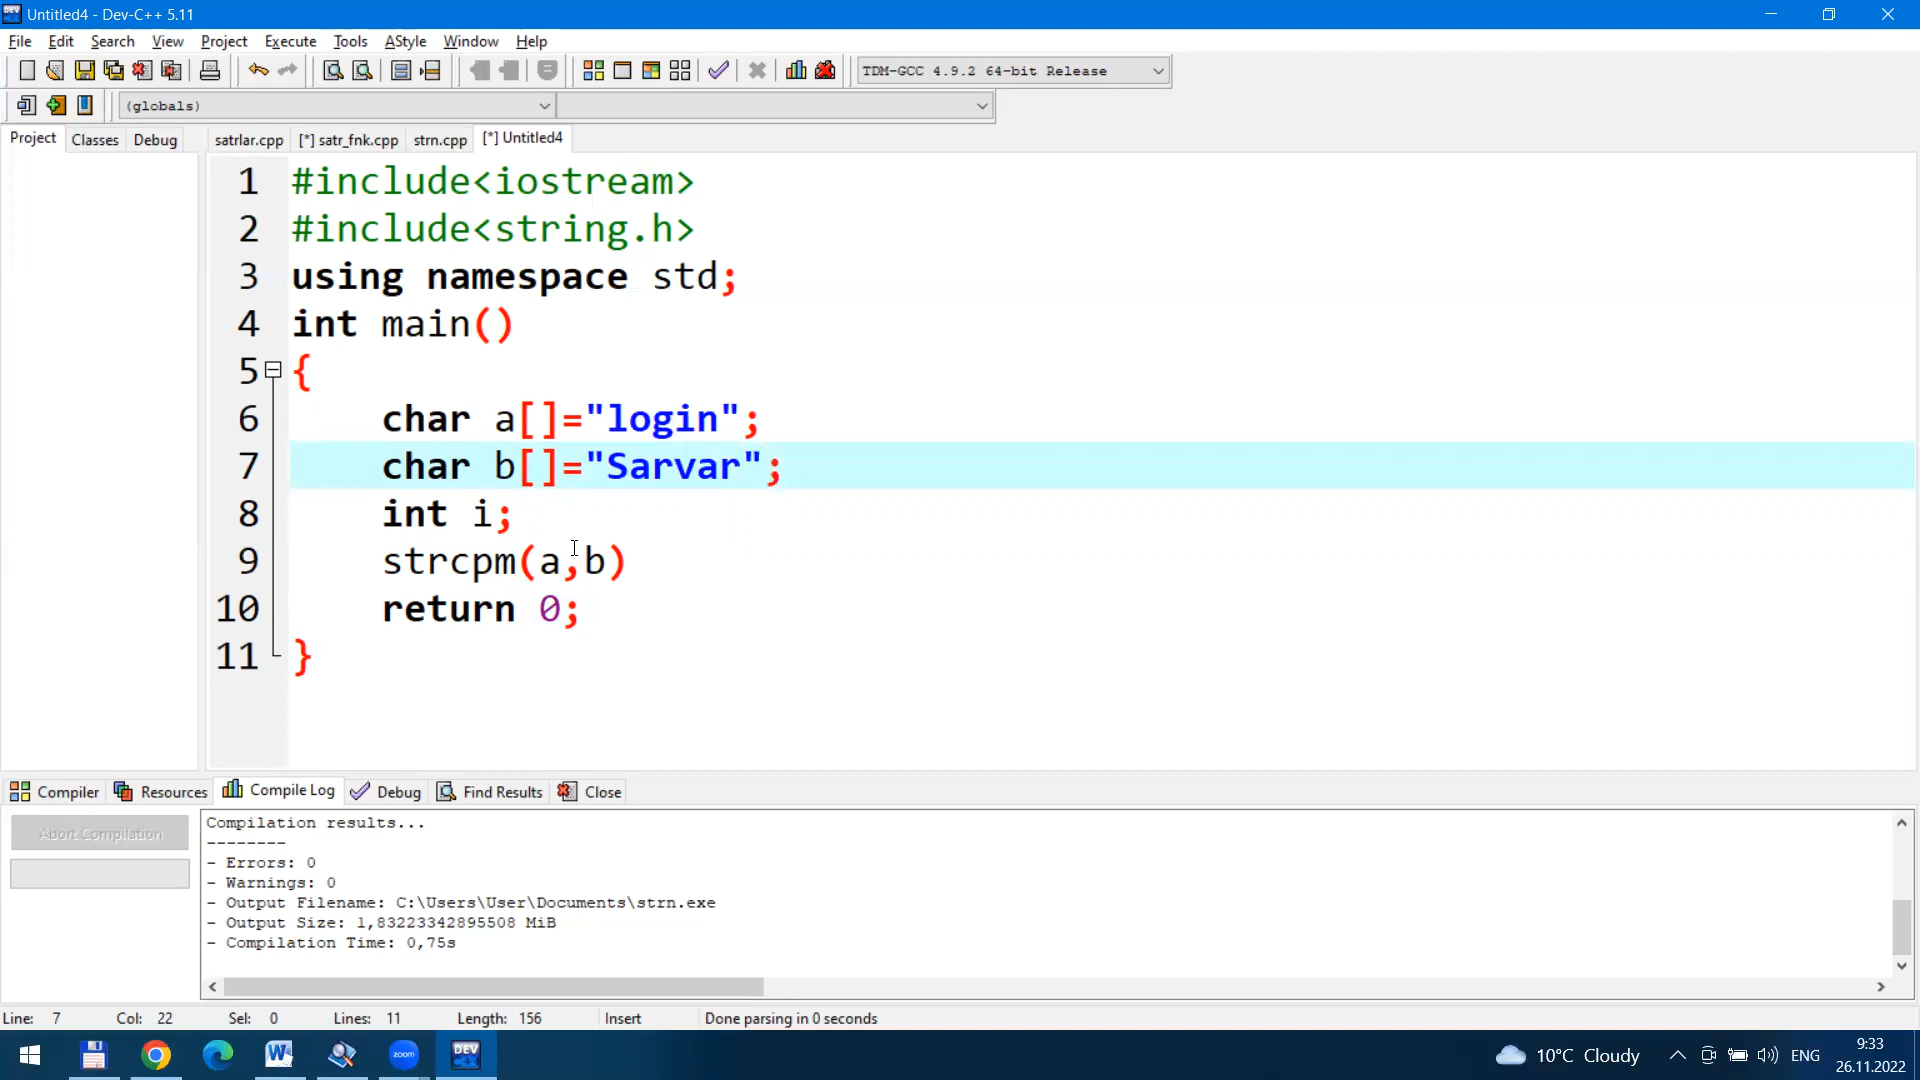 Untitled4 - Dev-C++ 5.11
File Edit Search View Project Execute Tools AStyle Window Help
TDM-GCC 4.9.2 64-bit Release
(globals)
Project Classes Debug satrlar.cpp [*] satr_fnk.cpp strn.cpp [*] Untitled4
1 #include<iostream>
2 #include<string.h>
3 using namespace std;
4 int main()
5 {
6 char a[]="login";
7 char b[]="Sarvar";
8 int i;
9 strcpm(a,b)
10 return 0;
11 }
Compiler Resources Compile Log Debug Find Results Close
Abort Compilation
Compilation results...
--------
- Errors: 0
- Warnings: 0
- Output Filename: C:\Users\User\Documents\strn.exe
- Output Size: 1,83223342895508 MiB
- Compilation Time: 0,75s
Line: 7 Col: 22 Sel: 0 Lines: 11 Length: 156 Insert Done parsing in 0 seconds
zoom DEV 10°C Cloudy ENG 9:33
26.11.2022